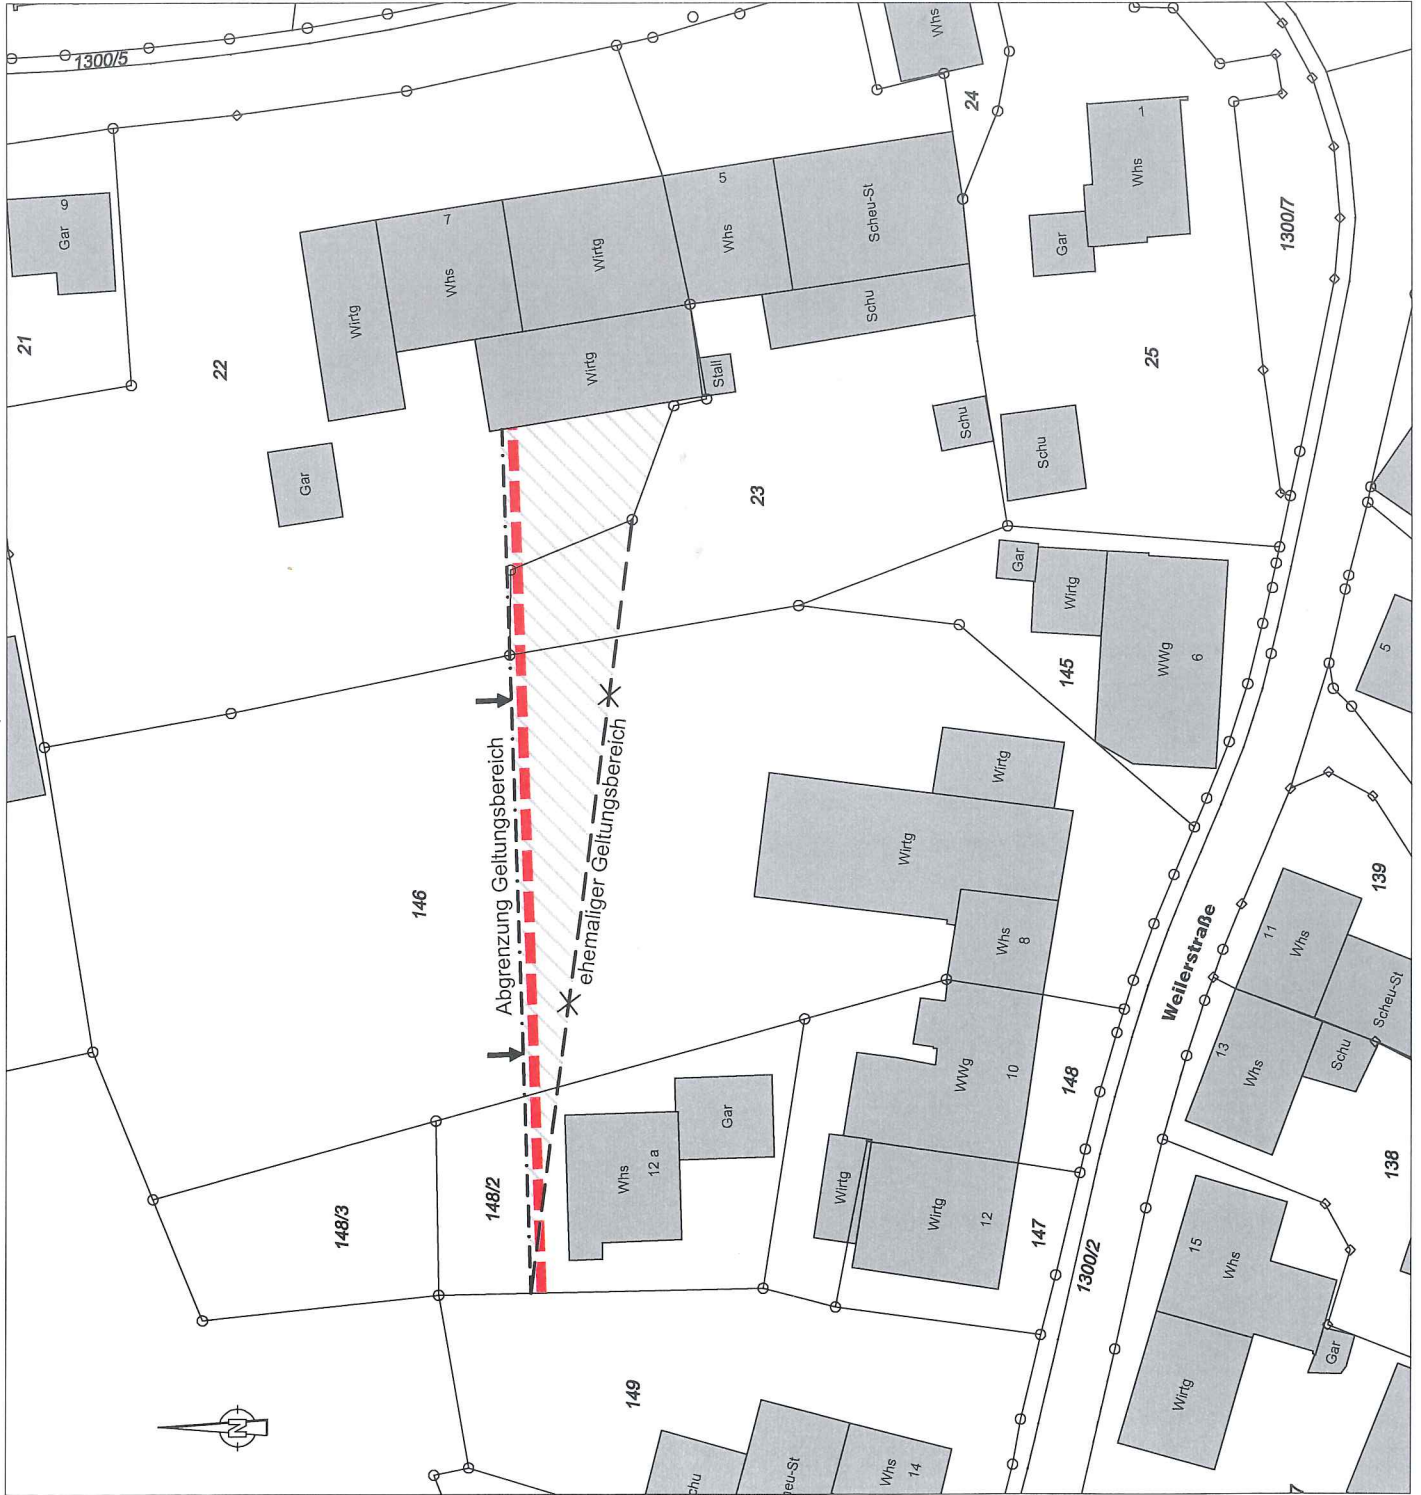 1300/5
Whs
24
1
Whs
Gar
1300/7
9
Gar
21
22
Wirtg
7
Whs
Wirtg
5
Whs
Scheu-St
Schu
Wirtg
Stall
Schu
Schu
25
Gar
23
Gar
Wirtg
WWg
6
145
5
Abgrenzung Geltungsbereich
ehemaliger Geltungsbereich
146
Wirtg
Wirtg
Whs
8
139
Weilerstraße
11
Whs
Scheu-St
13
Whs
Schu
WWg
10
148
Gar
Whs
12 a
148/2
148/3
Wirtg
Wirtg
12
147
1300/2
138
15
Whs
Wirtg
Gar
149
N
chu
heu-St
Whs
14